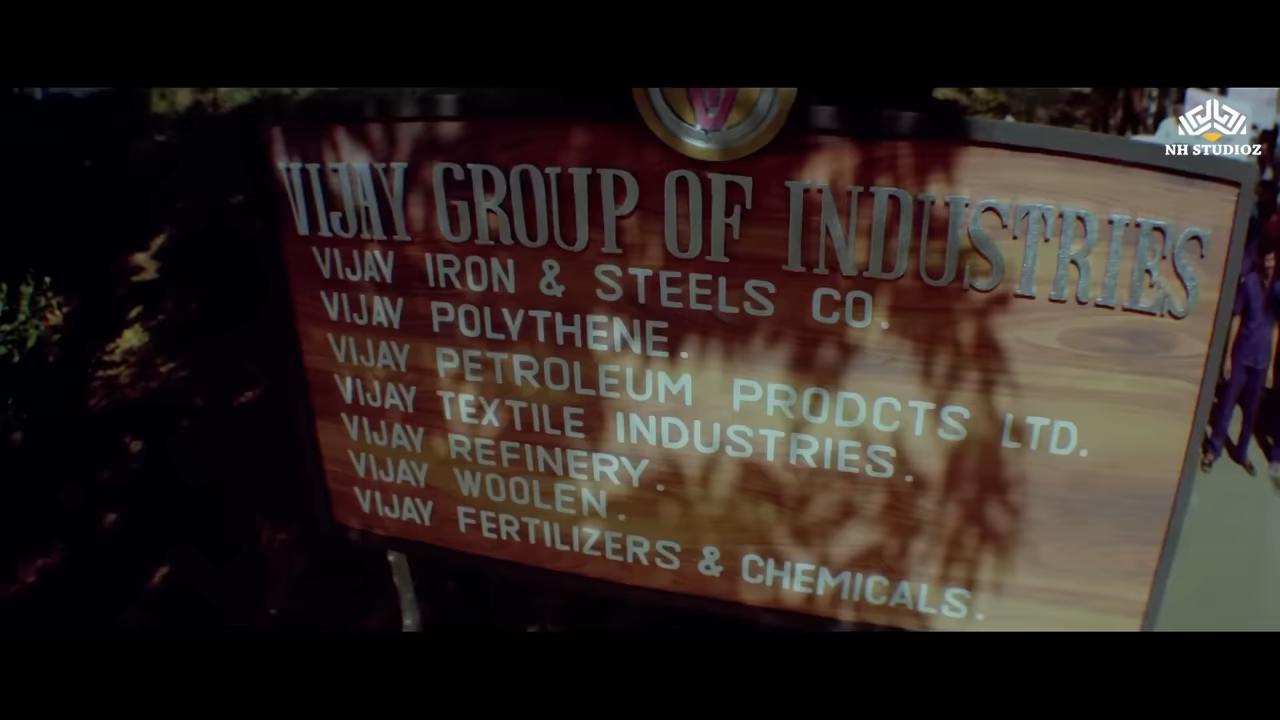 VIJAY GROUP OF INDUSTRIES
VIJAY IRON & STEELS CO.
VIJAY POLYTHENE.
VIJAY PETROLEUM PRODCTS LTD.
VIJAY TEXTILE INDUSTRIES.
VIJAY REFINERY.
VIJAY WOOLEN.
VIJAY FERTILIZERS & CHEMICALS.
NH STUDIOZ